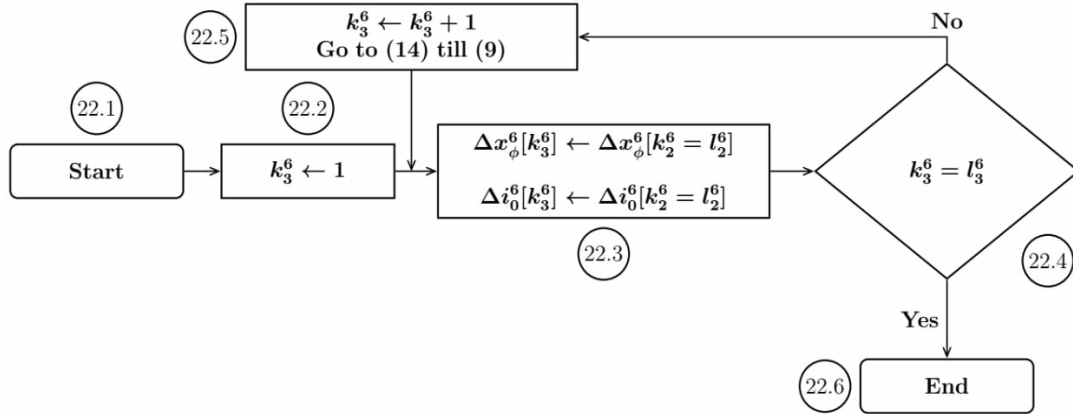 No
22.5
k_3^6 ← k_3^6 + 1
Go to (14) till (9)
22.1
22.2
Start
k_3^6 ← 1
Δx_ϕ^6[k_3^6] ← Δx_ϕ^6[k_2^6 = l_2^6]
Δi_0^6[k_3^6] ← Δi_0^6[k_2^6 = l_2^6]
k_3^6 = l_3^6
22.3
22.4
Yes
22.6
End